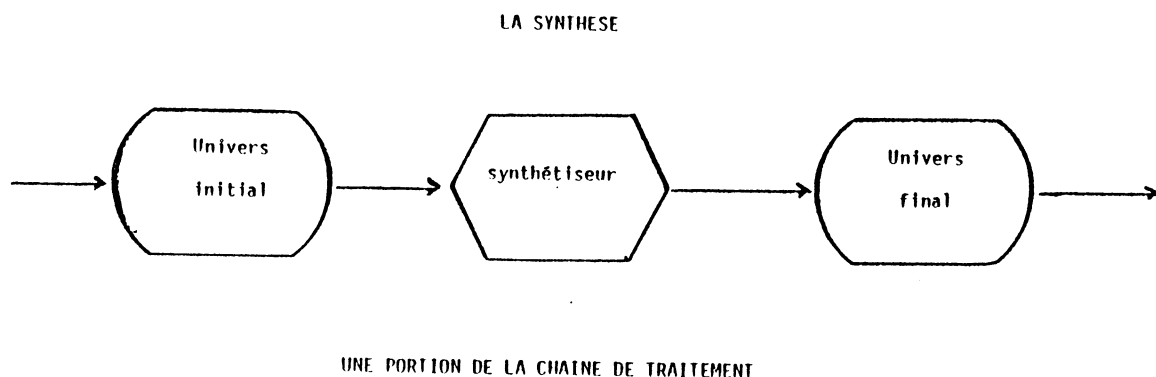 LA SYNTHESE
Univers
initial
synthétiseur
Univers
final
UNE PORTION DE LA CHAINE DE TRAITEMENT